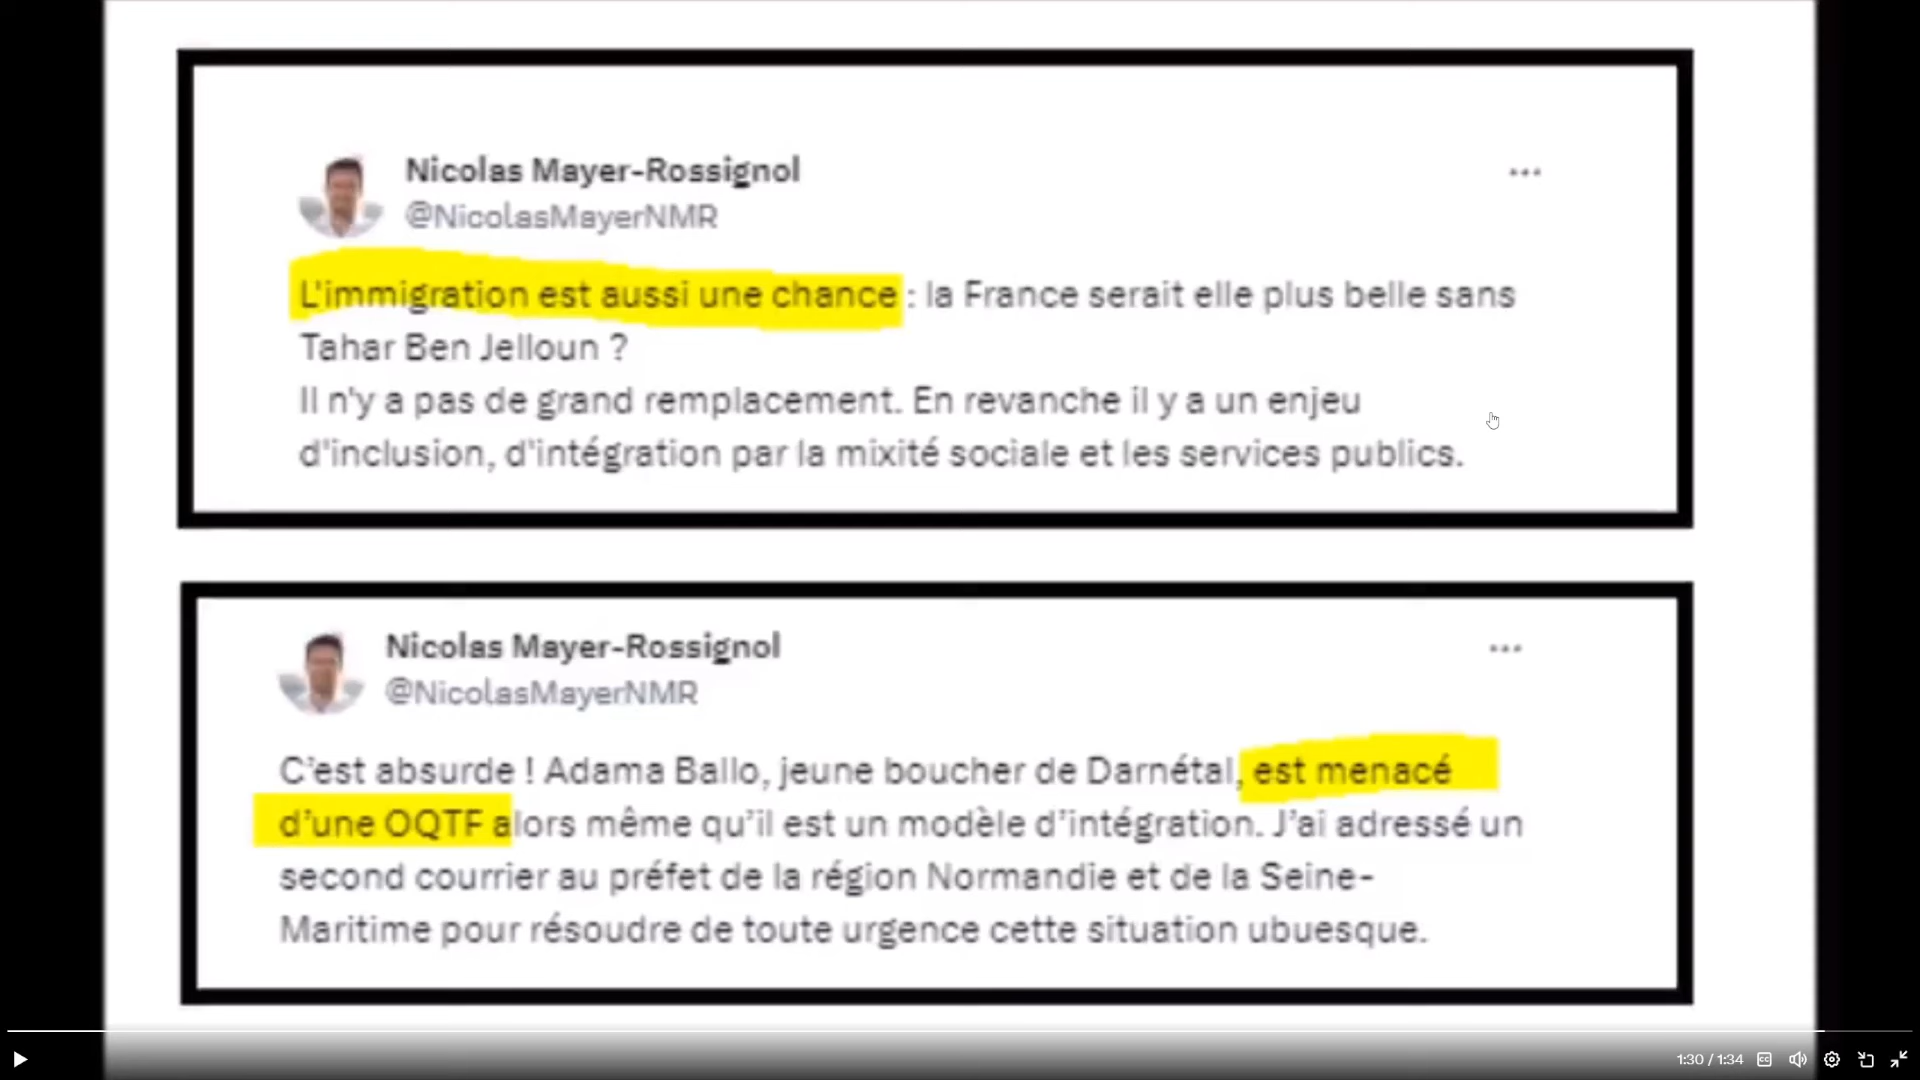 Nicolas Mayer-Rossignol
@NicolasMayerNMR
L'immigration est aussi une chance : la France serait elle plus belle sans
Tahar Ben Jelloun ?
Il n'y a pas de grand remplacement. En revanche il y a un enjeu
d'inclusion, d'intégration par la mixité sociale et les services publics.
Nicolas Mayer-Rossignol
@NicolasMayerNMR
C'est absurde ! Adama Ballo, jeune boucher de Darnétal, est menacé
d'une OQTF alors même qu'il est un modèle d'intégration. J'ai adressé un
second courrier au préfet de la région Normandie et de la Seine-
Maritime pour résoudre de toute urgence cette situation ubuesque.
1:30 / 1:34